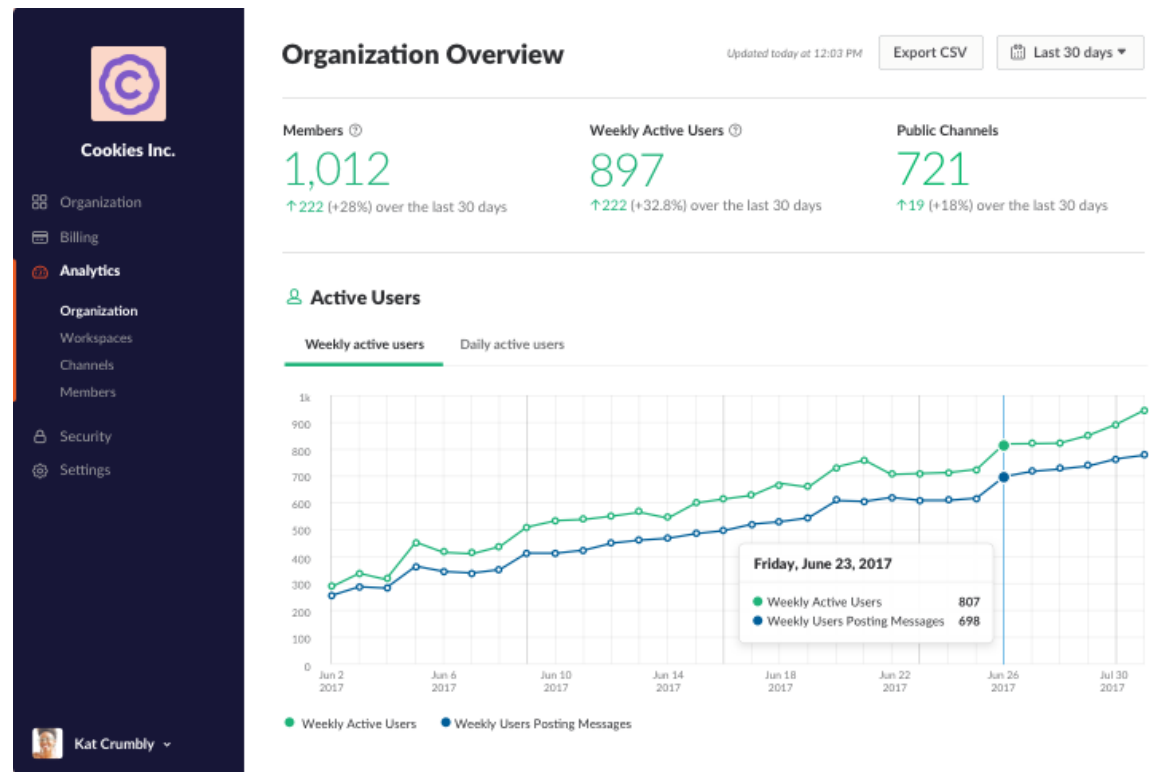 Cookies Inc.
Organization
Billing
Analytics
Organization
Workspaces
Channels
Members
Security
Settings
Kat Crumbly
Organization Overview
Updated today at 12:03 PM
Export CSV
Last 30 days
Members
1,012
↑222 (+28%) over the last 30 days
Weekly Active Users
897
↑222 (+32.8%) over the last 30 days
Public Channels
721
↑19 (+18%) over the last 30 days
Active Users
Weekly active users Daily active users
1k
900
800
700
600
500
400
300
200
100
0
Friday, June 23, 2017
Weekly Active Users 807
Weekly Users Posting Messages 698
Jun 2 Jun 6 Jun 10 Jun 14 Jun 18 Jun 22 Jun 26 Jul 30
2017 2017 2017 2017 2017 2017 2017 2017
Weekly Active Users Weekly Users Posting Messages